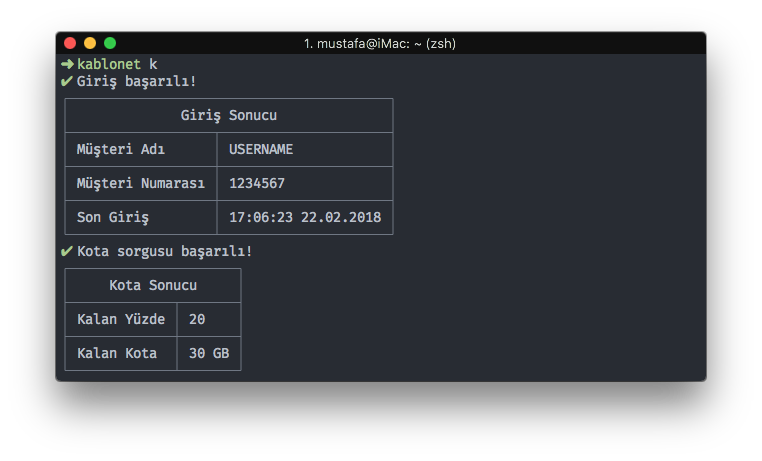 1. mustafa@iMac: ~ (zsh)
➜ kablonet k
✔ Giriş başarılı!
Giriş Sonucu
Müşteri Adı USERNAME
Müşteri Numarası 1234567
Son Giriş 17:06:23 22.02.2018
✔ Kota sorgusu başarılı!
Kota Sonucu
Kalan Yüzde 20
Kalan Kota 30 GB